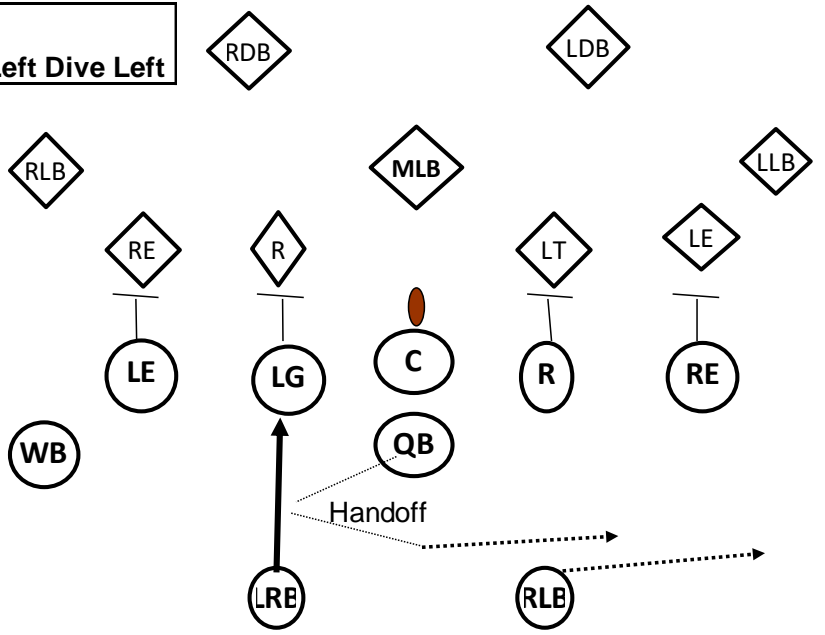 Left Dive Left
RDB
LDB
RLB
MLB
LLB
RE
R
LT
LE
LE
LG
C
R
RE
WB
QB
Handoff
LRB
RLB